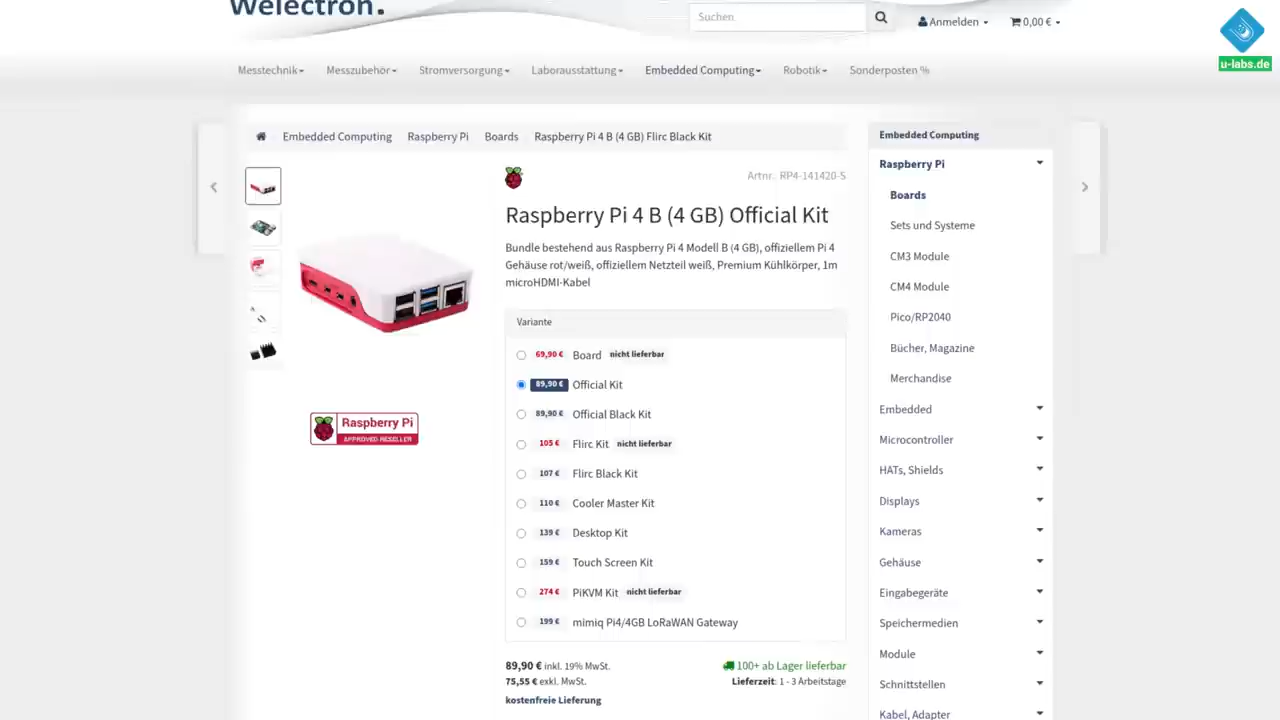 Welectron.
Suchen
Anmelden
0,00 €
u-labs.de
Messtechnik
Messzubehör
Stromversorgung
Laborausstattung
Embedded Computing
Robotik
Sonderposten %
Embedded Computing
Raspberry Pi
Boards
Raspberry Pi 4 B (4 GB) Flirc Black Kit
Artnr. RP4-141420-S
Raspberry Pi 4 B (4 GB) Official Kit
Bundle bestehend aus Raspberry Pi 4 Modell B (4 GB), offiziellem Pi 4
Gehäuse rot/weiß, offiziellem Netzteil weiß, Premium Kühlkörper, 1m
microHDMI-Kabel
Variante
69,90 € Board nicht lieferbar
89,90 € Official Kit
89,90 € Official Black Kit
105 € Flirc Kit nicht lieferbar
107 € Flirc Black Kit
110 € Cooler Master Kit
139 € Desktop Kit
159 € Touch Screen Kit
274 € PiKVM Kit nicht lieferbar
199 € mimiq Pi4/4GB LoRaWAN Gateway
89,90 € inkl. 19% MwSt.
75,55 € exkl. MwSt.
kostenfreie Lieferung
100+ ab Lager lieferbar
Lieferzeit: 1 - 3 Arbeitstage
Raspberry Pi
APPROVED RESELLER
Embedded Computing
Raspberry Pi
Boards
Sets und Systeme
CM3 Module
CM4 Module
Pico/RP2040
Bücher, Magazine
Merchandise
Embedded
Microcontroller
HATs, Shields
Displays
Kameras
Gehäuse
Eingabegeräte
Speichermedien
Module
Schnittstellen
Kabel, Adapter